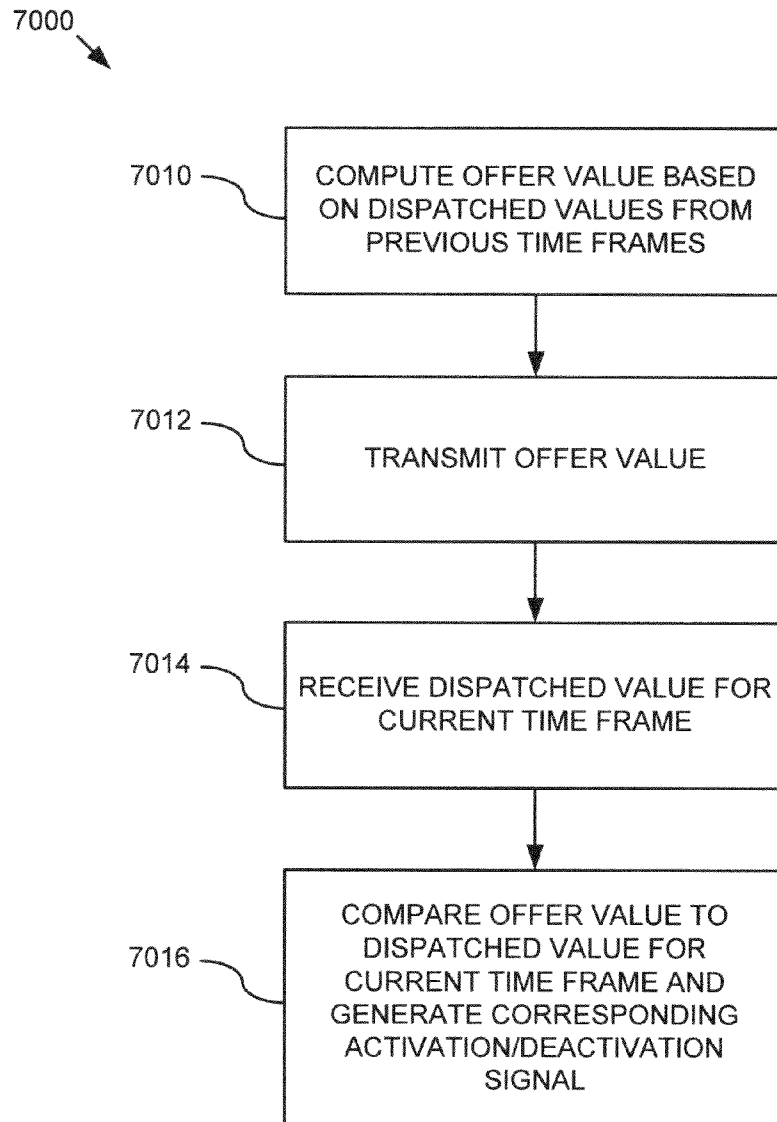 7000
7010
COMPUTE OFFER VALUE BASED
ON DISPATCHED VALUES FROM
PREVIOUS TIME FRAMES
7012
TRANSMIT OFFER VALUE
7014
RECEIVE DISPATCHED VALUE FOR
CURRENT TIME FRAME
7016
COMPARE OFFER VALUE TO
DISPATCHED VALUE FOR
CURRENT TIME FRAME AND
GENERATE CORRESPONDING
ACTIVATION/DEACTIVATION
SIGNAL